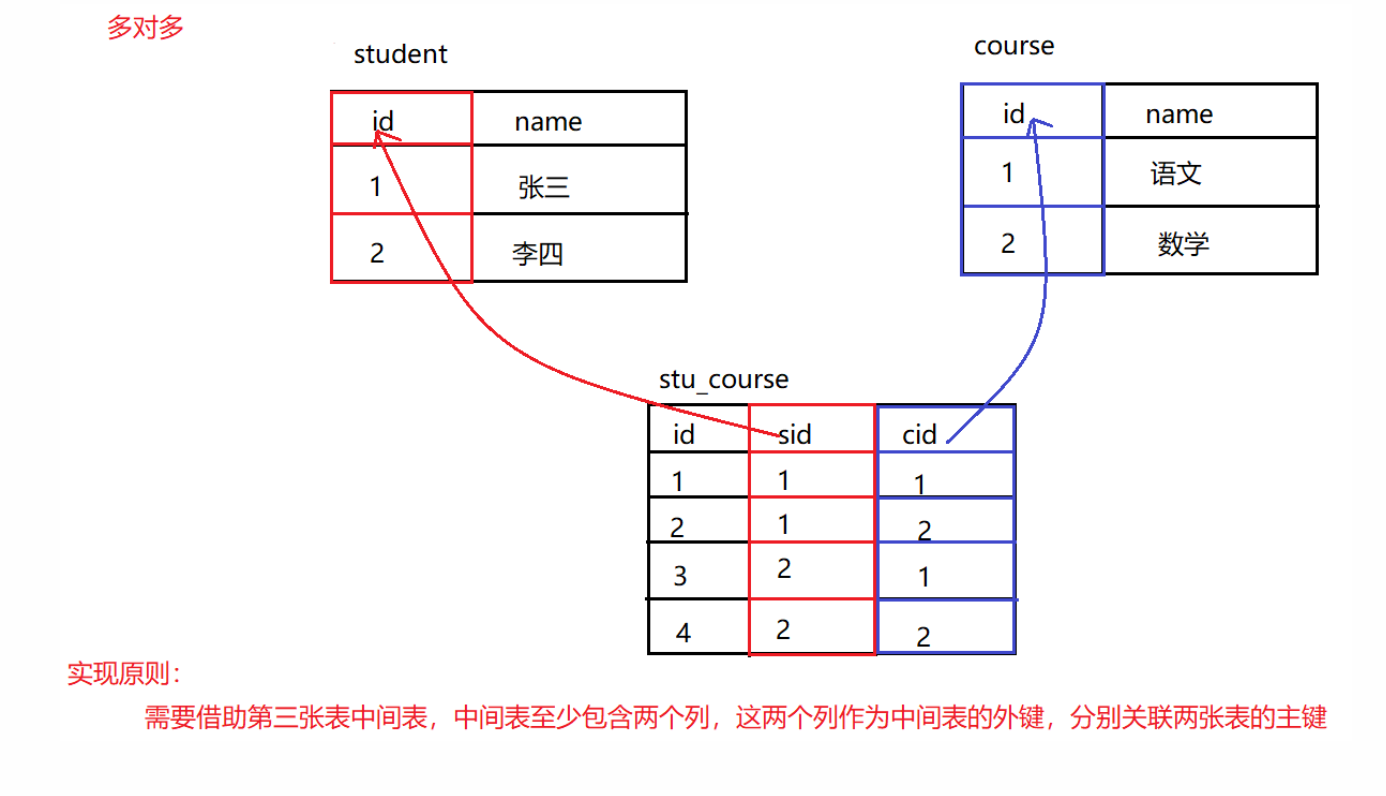 多对多
student
id name
1 张三
2 李四
course
id name
1 语文
2 数学
stu_course
id sid cid
1 1 1
2 1 2
3 2 1
4 2 2
实现原则：
需要借助第三张表中间表，中间表至少包含两个列，这两个列作为中间表的外键，分别关联两张表的主键